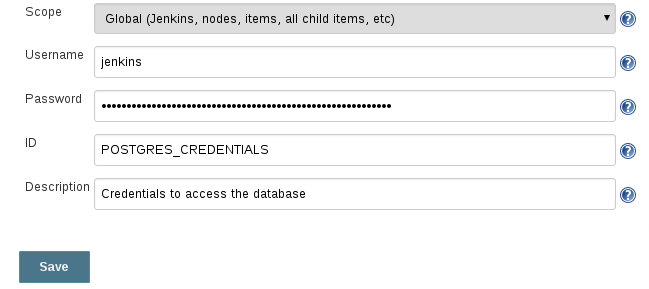 Scope
Global (Jenkins, nodes, items, all child items, etc)
Username
jenkins
Password
ID
POSTGRES_CREDENTIALS
Description
Credentials to access the database
Save